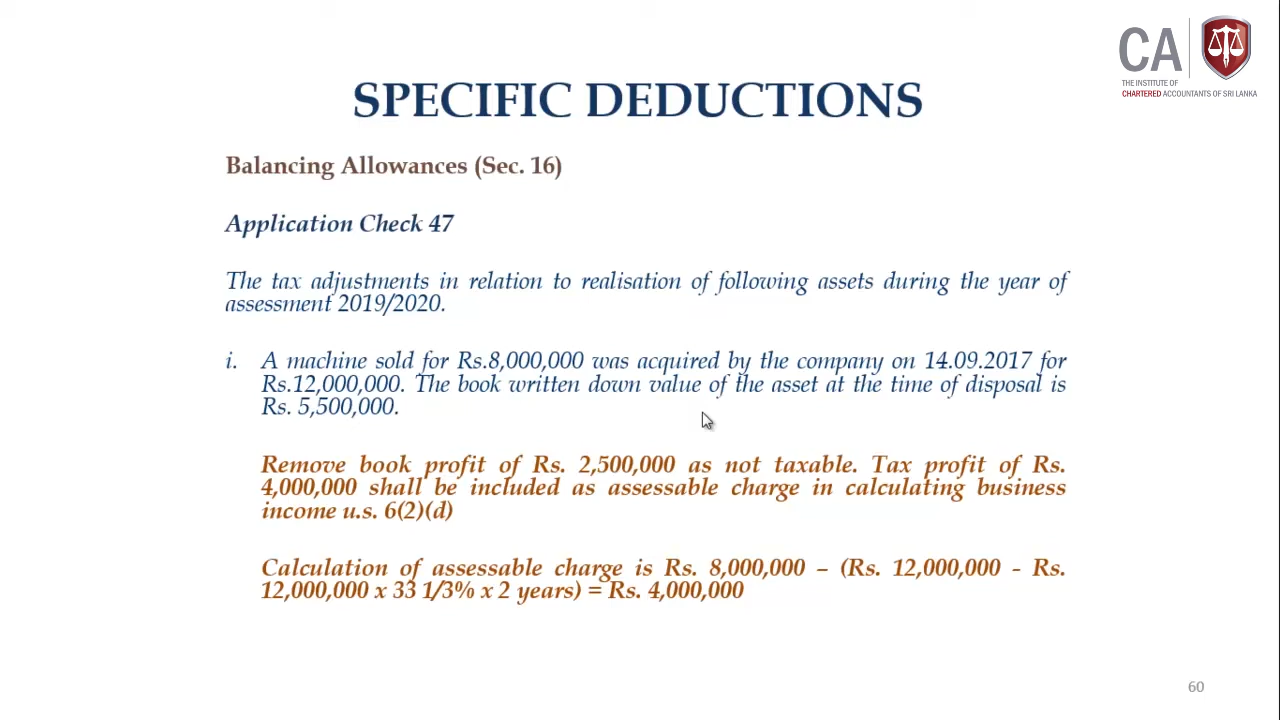 CA
THE INSTITUTE OF
CHARTERED ACCOUNTANTS OF SRI LANKA
SPECIFIC DEDUCTIONS
Balancing Allowances (Sec. 16)
Application Check 47
The tax adjustments in relation to realisation of following assets during the year of
assessment 2019/2020.
i. A machine sold for Rs.8,000,000 was acquired by the company on 14.09.2017 for
Rs.12,000,000. The book written down value of the asset at the time of disposal is
Rs. 5,500,000.
Remove book profit of Rs. 2,500,000 as not taxable. Tax profit of Rs.
4,000,000 shall be included as assessable charge in calculating business
income u.s. 6(2)(d)
Calculation of assessable charge is Rs. 8,000,000 – (Rs. 12,000,000 - Rs.
12,000,000 x 33 1/3% x 2 years) = Rs. 4,000,000
60